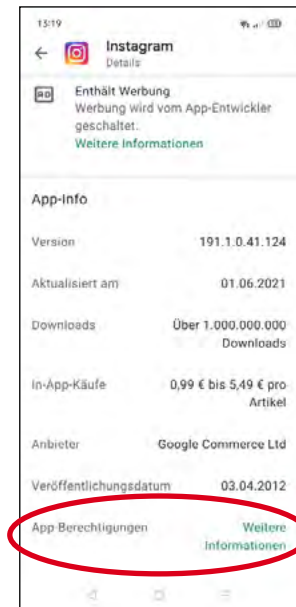 13:19
Instagram
Details
AD
Enthält Werbung
Werbung wird vom App-Entwickler
geschaltet.
Weitere Informationen
App-Info
Version 191.1.0.41.124
Aktualisiert am 01.06.2021
Downloads Über 1.000.000.000
Downloads
In-App-Käufe 0,99 € bis 5,49 € pro
Artikel
Anbieter Google Commerce Ltd
Veröffentlichungsdatum 03.04.2012
App-Berechtigungen Weitere
Informationen